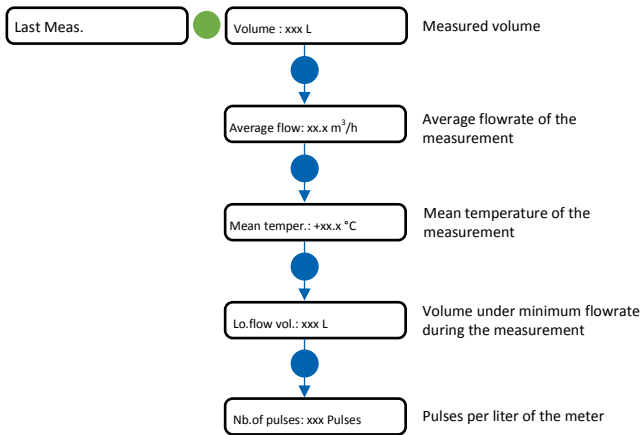 Last Meas.
Volume : xxx L
Measured volume
Average flow: xx.x m³/h
Average flowrate of the
measurement
Mean temper.: +xx.x °C
Mean temperature of the
measurement
Lo.flow vol.: xxx L
Volume under minimum flowrate
during the measurement
Nb.of pulses: xxx Pulses
Pulses per liter of the meter